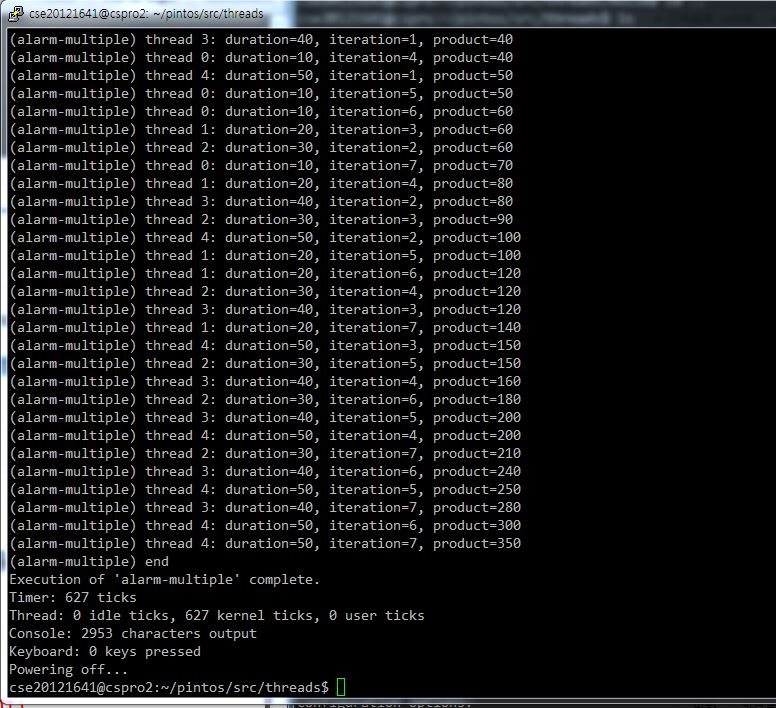 cse20121641@cspro2: ~/pintos/src/threads
(alarm-multiple) thread 3: duration=40, iteration=1, product=40
(alarm-multiple) thread 0: duration=10, iteration=4, product=40
(alarm-multiple) thread 4: duration=50, iteration=1, product=50
(alarm-multiple) thread 0: duration=10, iteration=5, product=50
(alarm-multiple) thread 0: duration=10, iteration=6, product=60
(alarm-multiple) thread 1: duration=20, iteration=3, product=60
(alarm-multiple) thread 2: duration=30, iteration=2, product=60
(alarm-multiple) thread 0: duration=10, iteration=7, product=70
(alarm-multiple) thread 1: duration=20, iteration=4, product=80
(alarm-multiple) thread 3: duration=40, iteration=2, product=80
(alarm-multiple) thread 2: duration=30, iteration=3, product=90
(alarm-multiple) thread 4: duration=50, iteration=2, product=100
(alarm-multiple) thread 1: duration=20, iteration=5, product=100
(alarm-multiple) thread 1: duration=20, iteration=6, product=120
(alarm-multiple) thread 2: duration=30, iteration=4, product=120
(alarm-multiple) thread 3: duration=40, iteration=3, product=120
(alarm-multiple) thread 1: duration=20, iteration=7, product=140
(alarm-multiple) thread 4: duration=50, iteration=3, product=150
(alarm-multiple) thread 2: duration=30, iteration=5, product=150
(alarm-multiple) thread 3: duration=40, iteration=4, product=160
(alarm-multiple) thread 2: duration=30, iteration=6, product=180
(alarm-multiple) thread 3: duration=40, iteration=5, product=200
(alarm-multiple) thread 4: duration=50, iteration=4, product=200
(alarm-multiple) thread 2: duration=30, iteration=7, product=210
(alarm-multiple) thread 3: duration=40, iteration=6, product=240
(alarm-multiple) thread 4: duration=50, iteration=5, product=250
(alarm-multiple) thread 3: duration=40, iteration=7, product=280
(alarm-multiple) thread 4: duration=50, iteration=6, product=300
(alarm-multiple) thread 4: duration=50, iteration=7, product=350
(alarm-multiple) end
Execution of 'alarm-multiple' complete.
Timer: 627 ticks
Thread: 0 idle ticks, 627 kernel ticks, 0 user ticks
Console: 2953 characters output
Keyboard: 0 keys pressed
Powering off...
cse20121641@cspro2:~/pintos/src/threads$